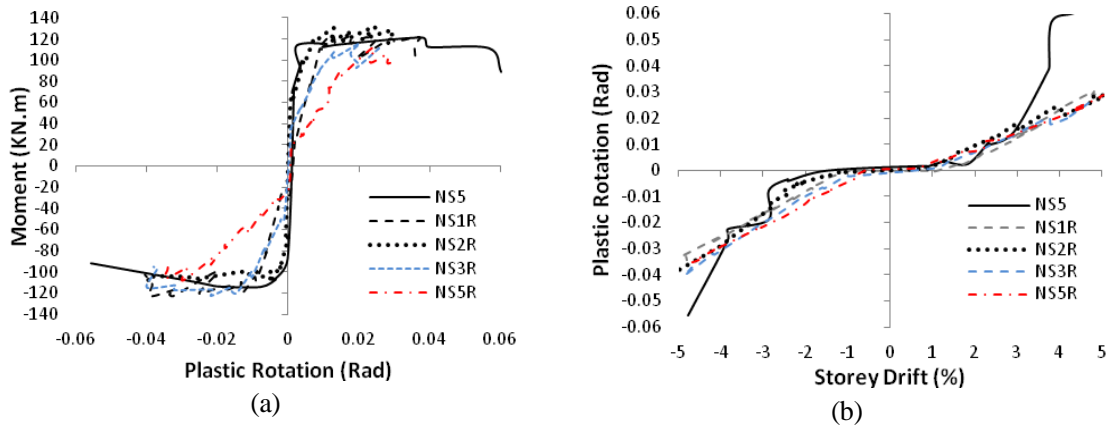 (a)
140
120
100
80
60
40
20
0
-20
-40
-60
-80
-100
-120
-140
Moment (KN.m)
-0.06 -0.04 -0.02 0 0.02 0.04 0.06
Plastic Rotation (Rad)
NS5
NS1R
NS2R
NS3R
NS5R
(b)
0.06
0.05
0.04
0.03
0.02
0.01
0
-0.01
-0.02
-0.03
-0.04
-0.05
-0.06
Plastic Rotation (Rad)
-5 -4 -3 -2 -1 0 1 2 3 4 5
Storey Drift (%)
NS5
NS1R
NS2R
NS3R
NS5R